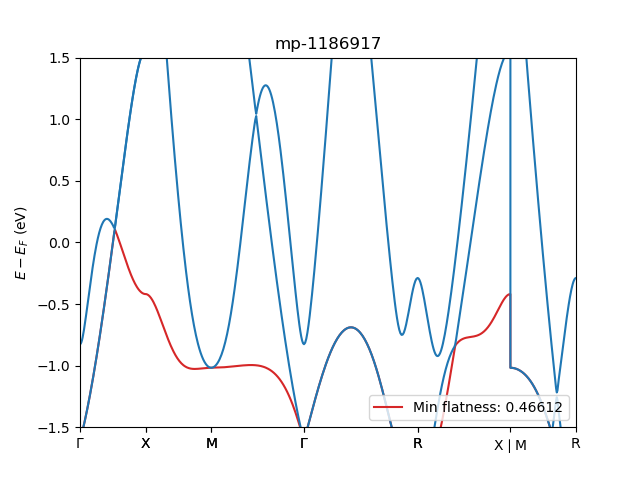 mp-1186917
E − E_F (eV)
1.5
1.0
0.5
0.0
−0.5
−1.0
−1.5
Min flatness: 0.46612
Γ X M Γ R X | M R